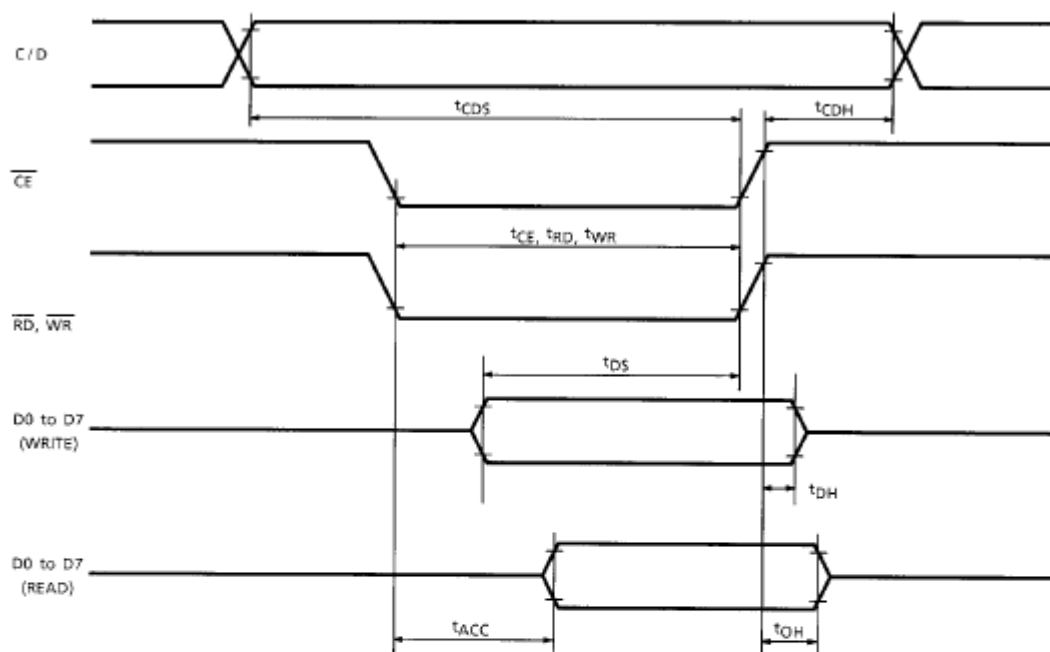 C/D
tCDS
tCDH
CE
tCE, tRD, tWR
RD, WR
tDS
D0 to D7
(WRITE)
tDH
D0 to D7
(READ)
tACC
tOH